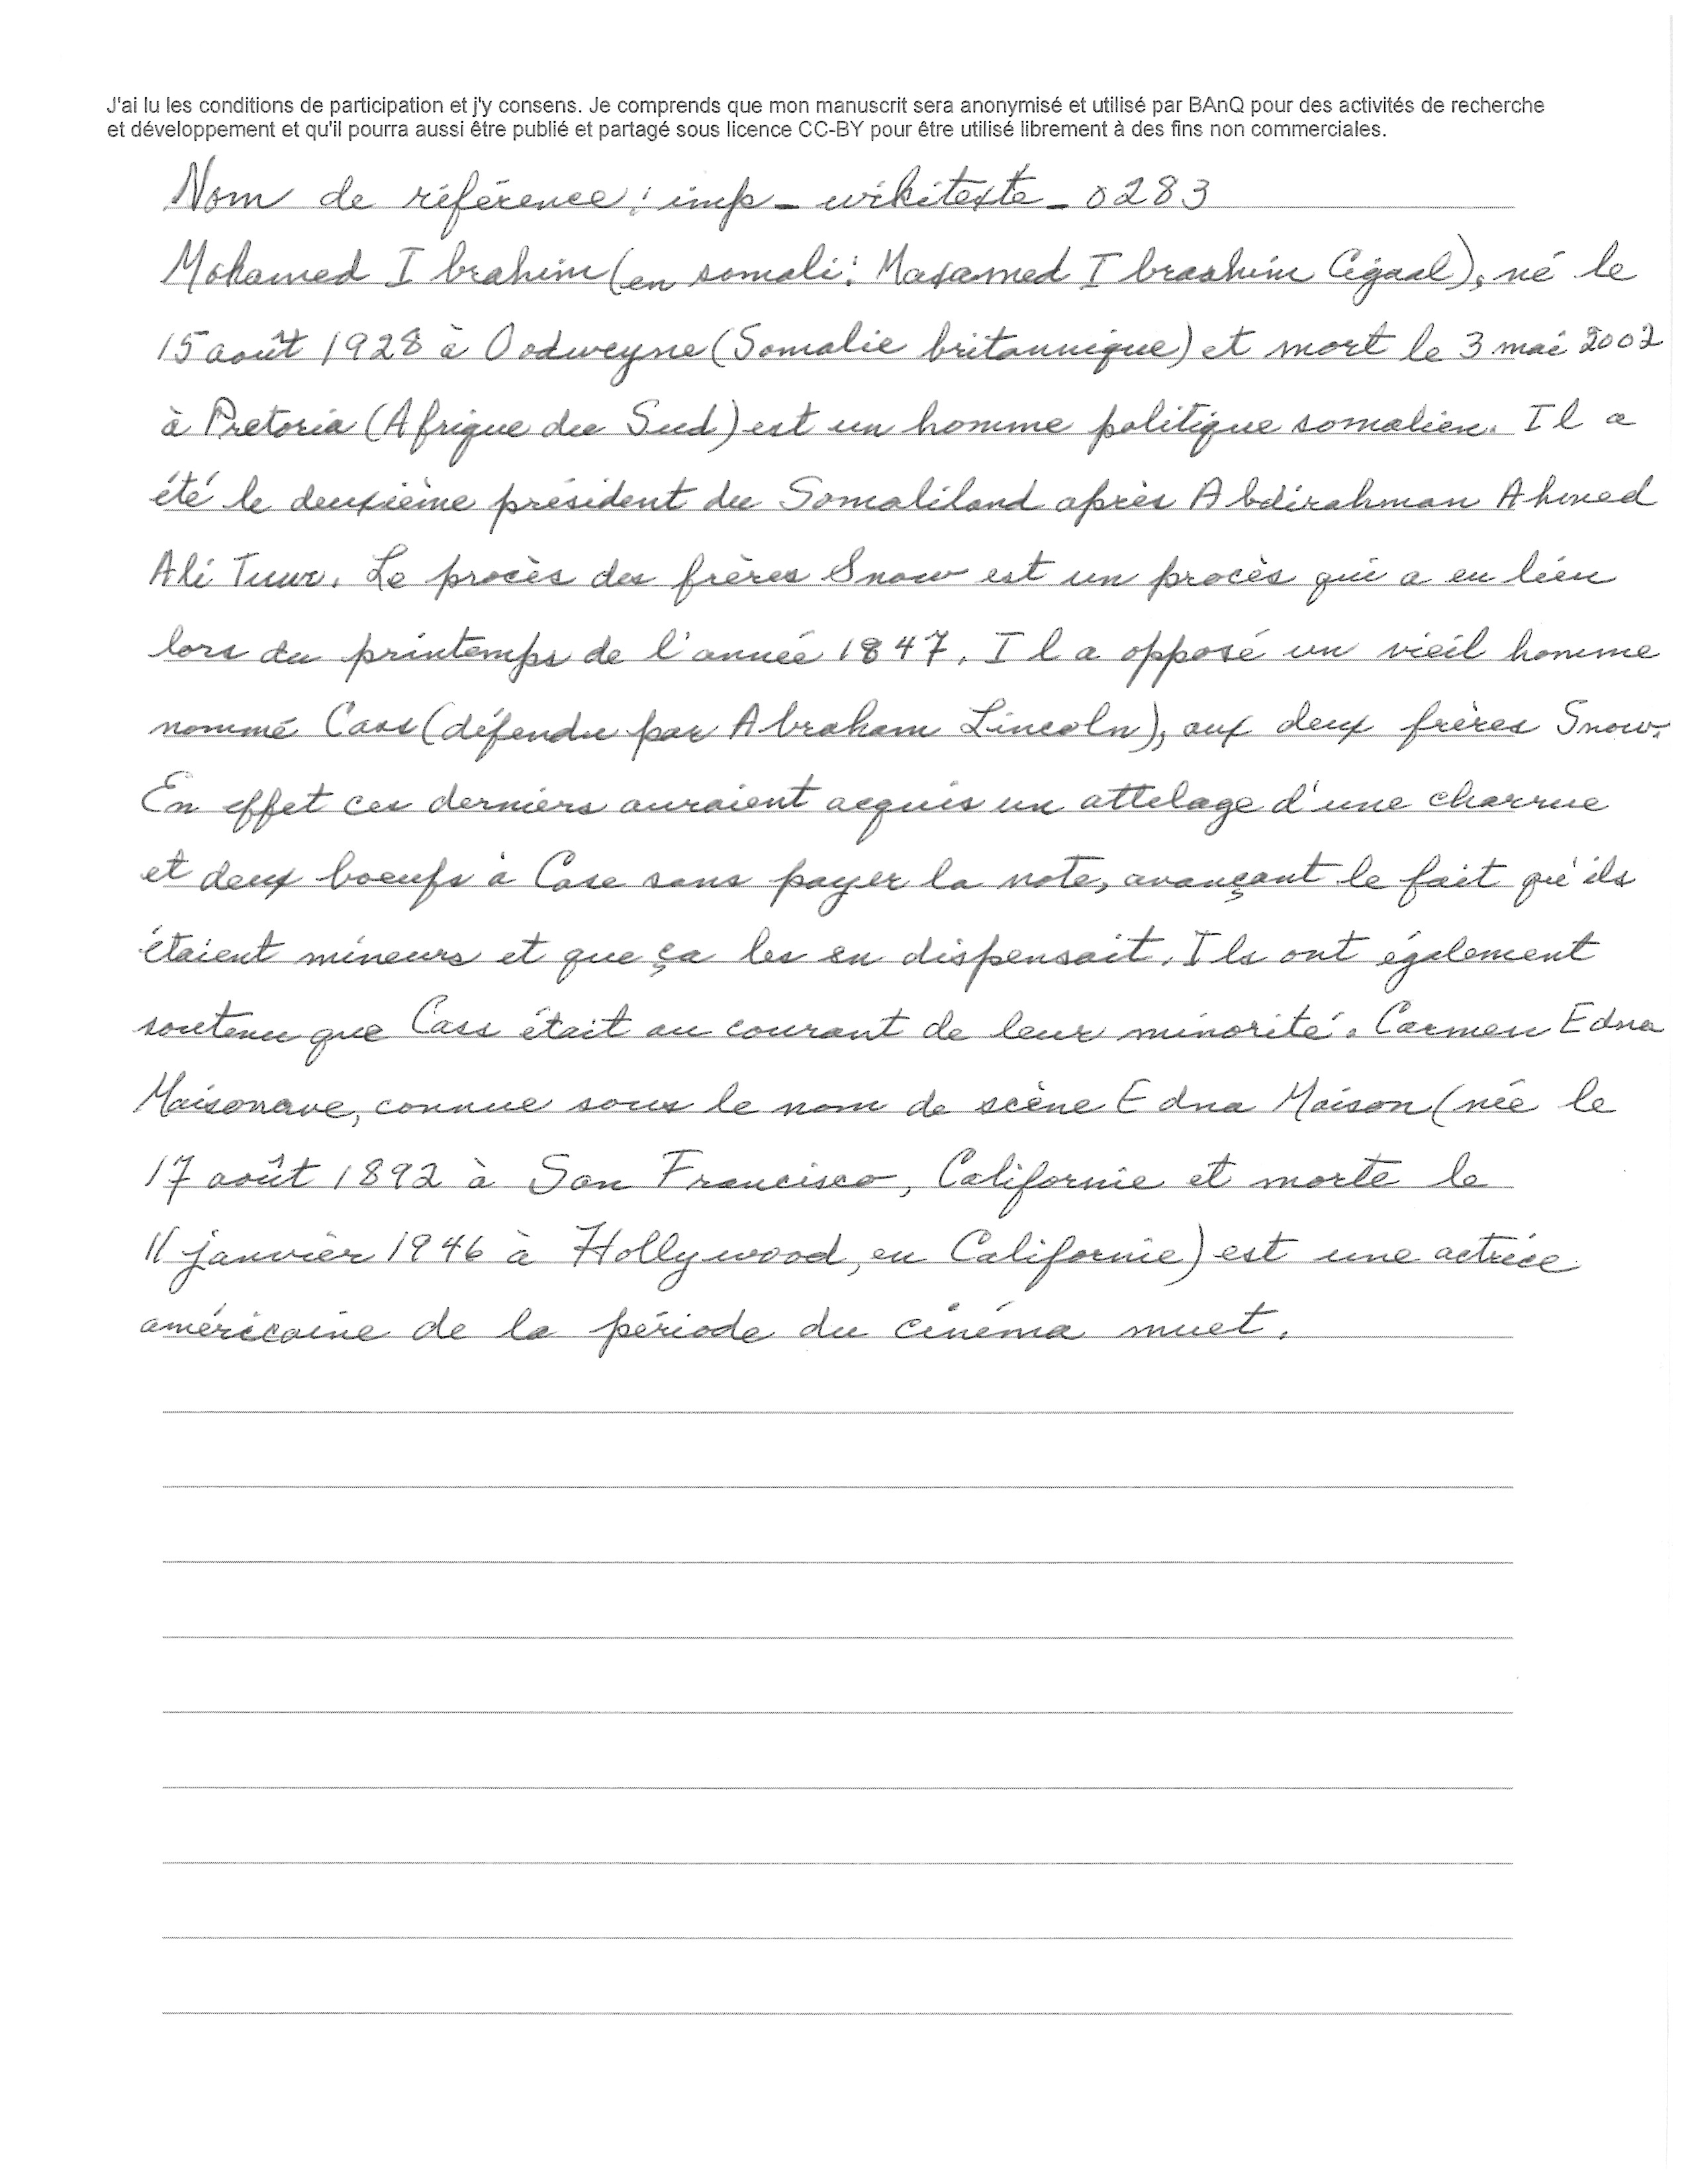 J'ai lu les conditions de participation et j'y consens. Je comprends que mon manuscrit sera anonymisé et utilisé par BAnQ pour des activités de recherche
et développement et qu'il pourra aussi être publié et partagé sous licence CC-BY pour être utilisé librement à des fins non commerciales.
Nom de référence : imp_wikitexte_0283
Mohamed Ibrahim (en somali : Maxamed Ibraahim Cigaal), né le
15 août 1928 à Oodweyne (Somalie britannique) et mort le 3 mai 2002
à Pretoria (Afrique du Sud) est un homme politique somalien. Il a
été le deuxième président du Somaliland après Abdirahman Ahmed
Ali Tuur. Le procès des frères Snow est un procès qui a eu lieu
lors du printemps de l'année 1847. Il a opposé un vieil homme
nommé Cass (défendu par Abraham Lincoln), aux deux frères Snow.
En effet ces derniers auraient acquis un attelage d'une charrue
et deux boeufs à Case sans payer la note, avançant le fait qu'ils
étaient mineurs et que ça les en dispensait. Ils ont également
soutenu que Cass était au courant de leur minorité. Carmen Edna
Maisonave, connue sous le nom de scène Edna Maison (née le
17 août 1892 à San Francisco, Californie et morte le
11 janvier 1946 à Hollywood, en Californie) est une actrice
américaine de la période du cinéma muet.